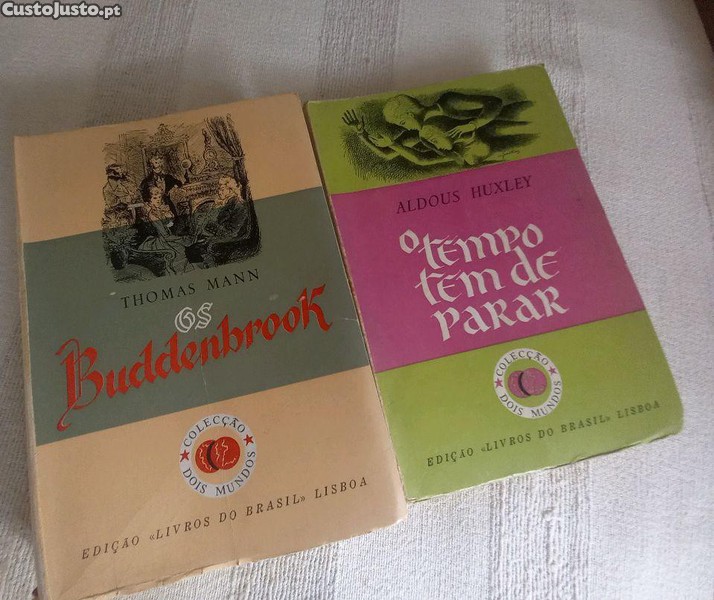 CustoJusto.pt
THOMAS MANN
OS
Buddenbrook
COLECÇÃO
DOIS MUNDOS
EDIÇÃO «LIVROS DO BRASIL» LISBOA
ALDOUS HUXLEY
O TEMPO
TEM DE
PARAR
COLECÇÃO
DOIS MUNDOS
EDIÇÃO «LIVROS DO BRASIL» LISBOA